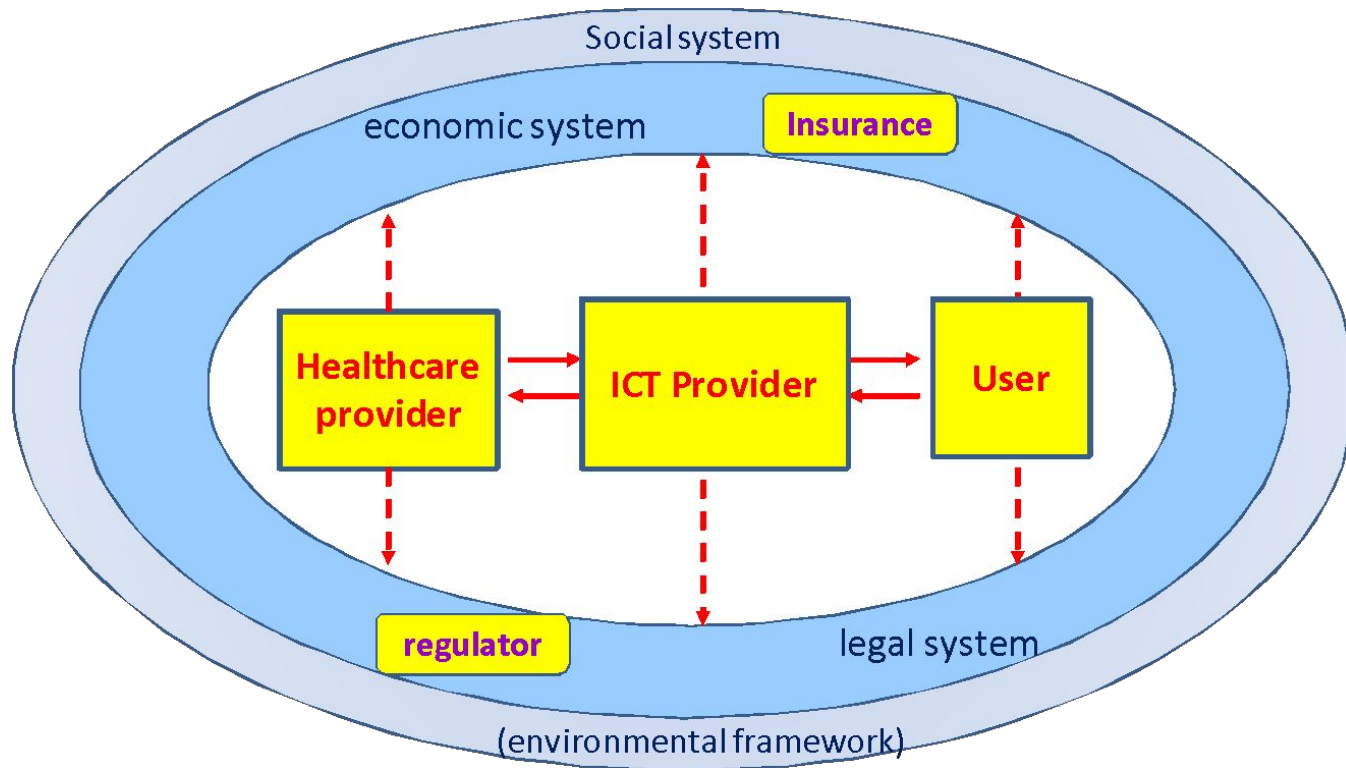 Social system
economic system
Insurance
Healthcare
provider
ICT Provider
User
regulator
legal system
(environmental framework)